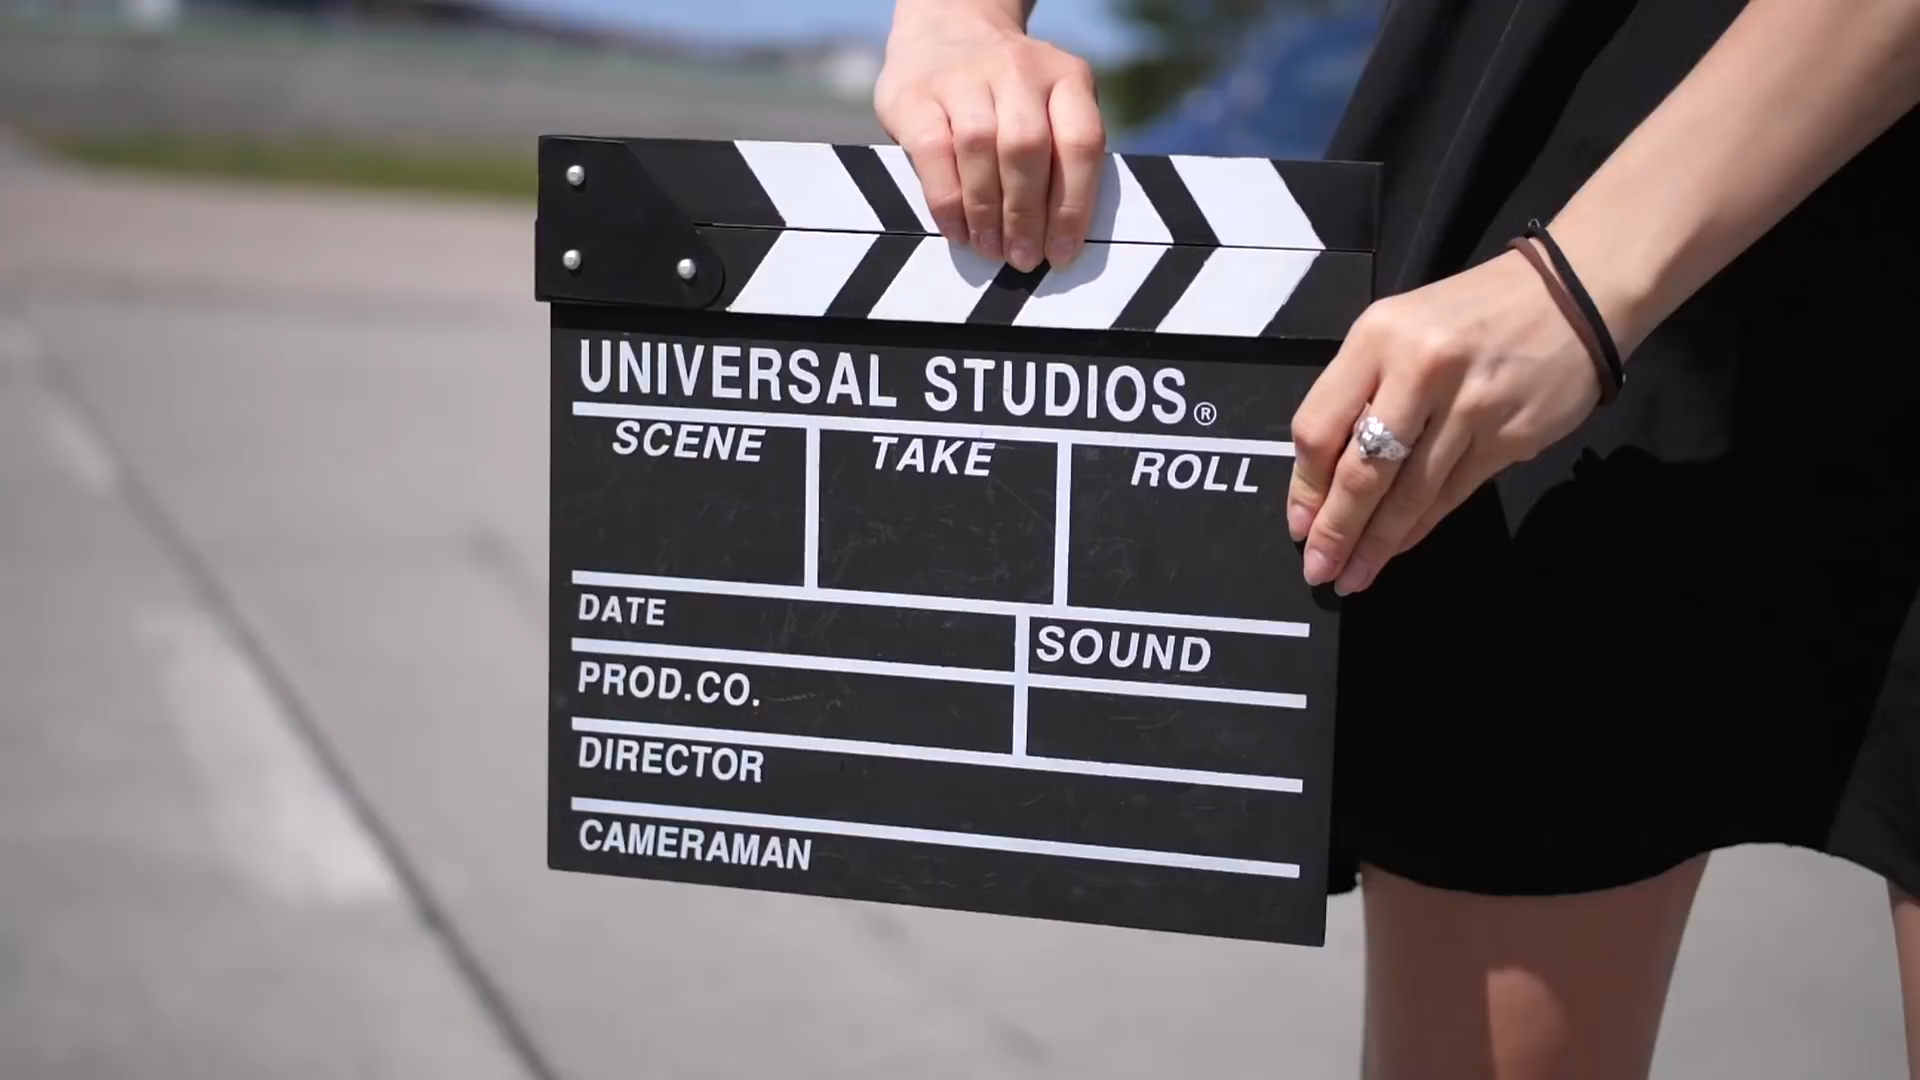 UNIVERSAL STUDIOS®
SCENE TAKE ROLL
DATE
SOUND
PROD.CO.
DIRECTOR
CAMERAMAN